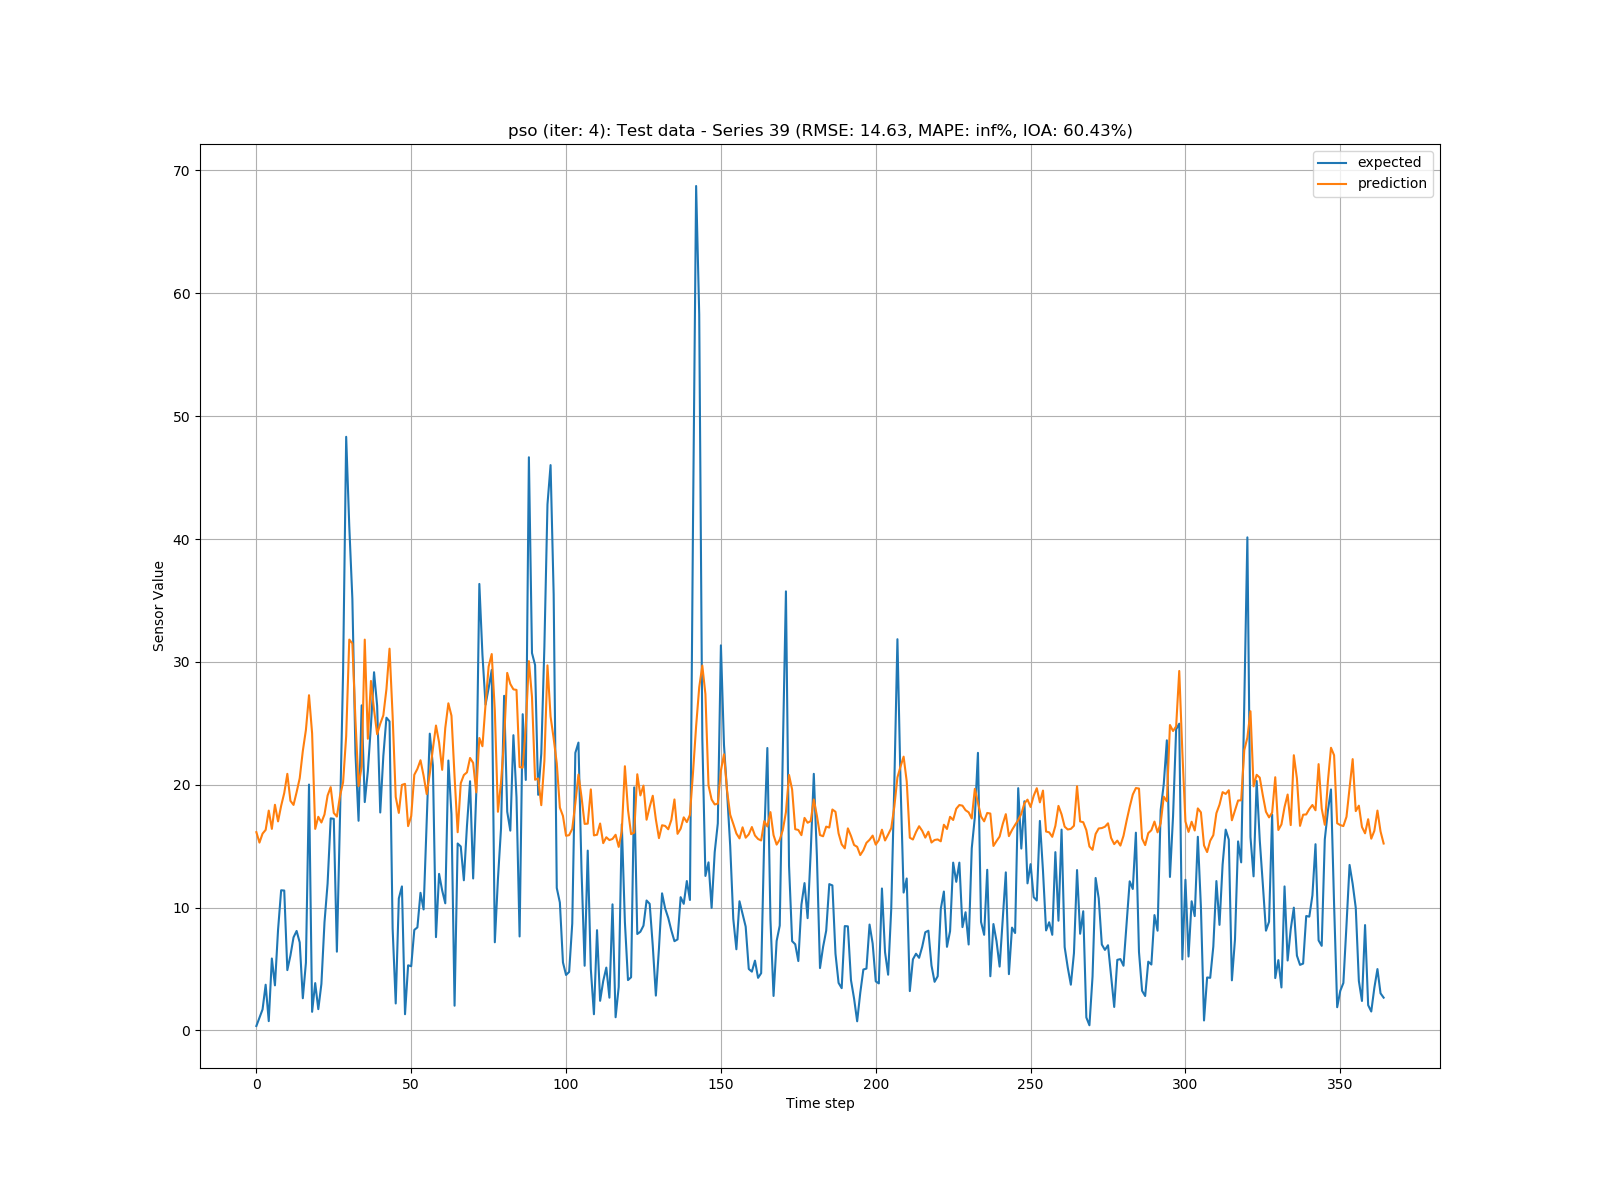 pso (iter: 4): Test data - Series 39 (RMSE: 14.63, MAPE: inf%, IOA: 60.43%)
expected
prediction
70
60
50
40
30
20
10
0
Sensor Value
0 50 100 150 200 250 300 350
Time step